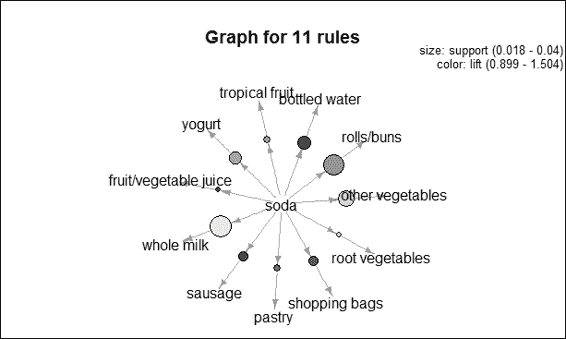 Graph for 11 rules
size: support (0.018 - 0.04)
color: lift (0.899 - 1.504)
tropical fruit
bottled water
yogurt
rolls/buns
fruit/vegetable juice
other vegetables
soda
whole milk
root vegetables
sausage
shopping bags
pastry